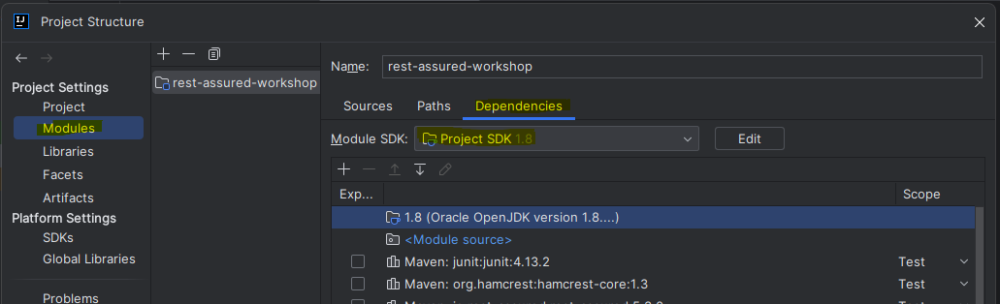 IJ
Project Structure
Project Settings
Project
Modules
Libraries
Facets
Artifacts
Platform Settings
SDKs
Global Libraries
Problems
rest-assured-workshop
Name: rest-assured-workshop
Sources Paths Dependencies
Module SDK: Project SDK 1.8 Edit
Exp... Scope
1.8 (Oracle OpenJDK version 1.8....)
<Module source>
Maven: junit:junit:4.13.2 Test
Maven: org.hamcrest:hamcrest-core:1.3 Test